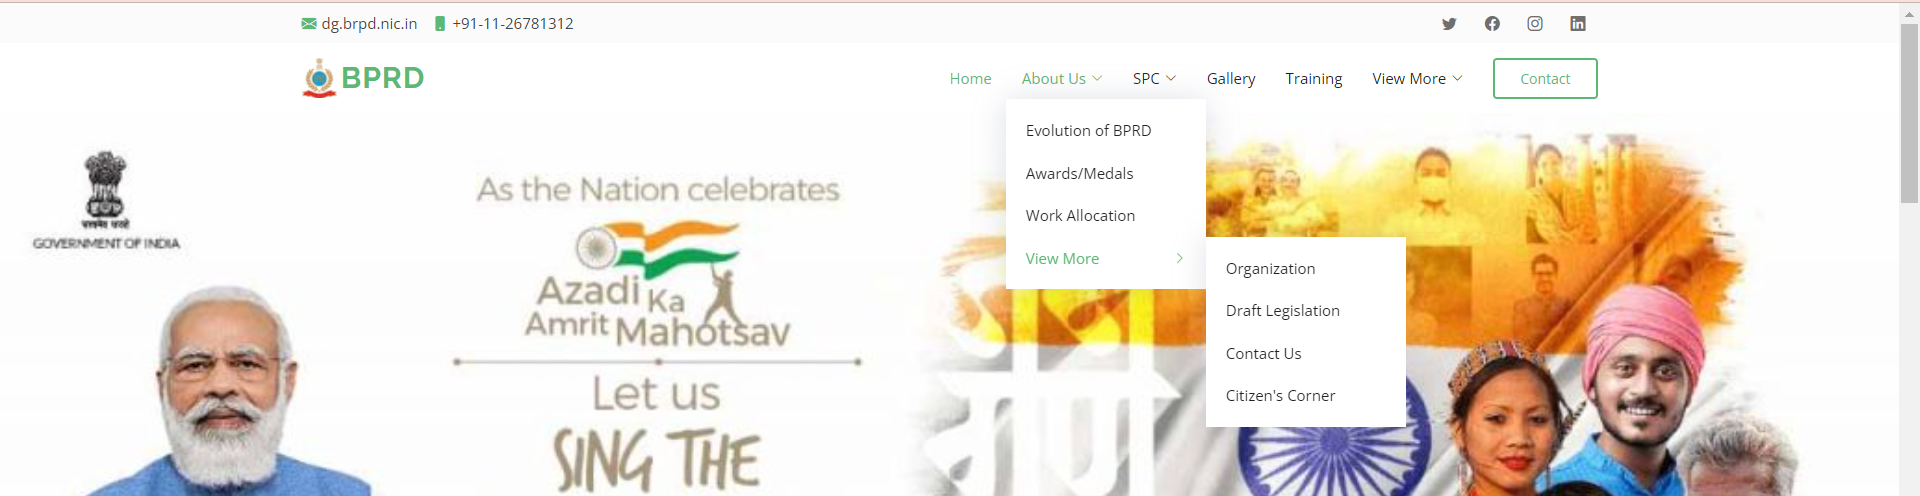 dg.brpd.nic.in +91-11-26781312
BPRD
Home About Us SPC Gallery Training View More Contact
Evolution of BPRD
Awards/Medals
Work Allocation
View More
Organization
Draft Legislation
Contact Us
Citizen's Corner
सत्यमेव जयते
GOVERNMENT OF INDIA
As the Nation celebrates
Azadi Ka
Amrit Mahotsav
Let us
SING THE